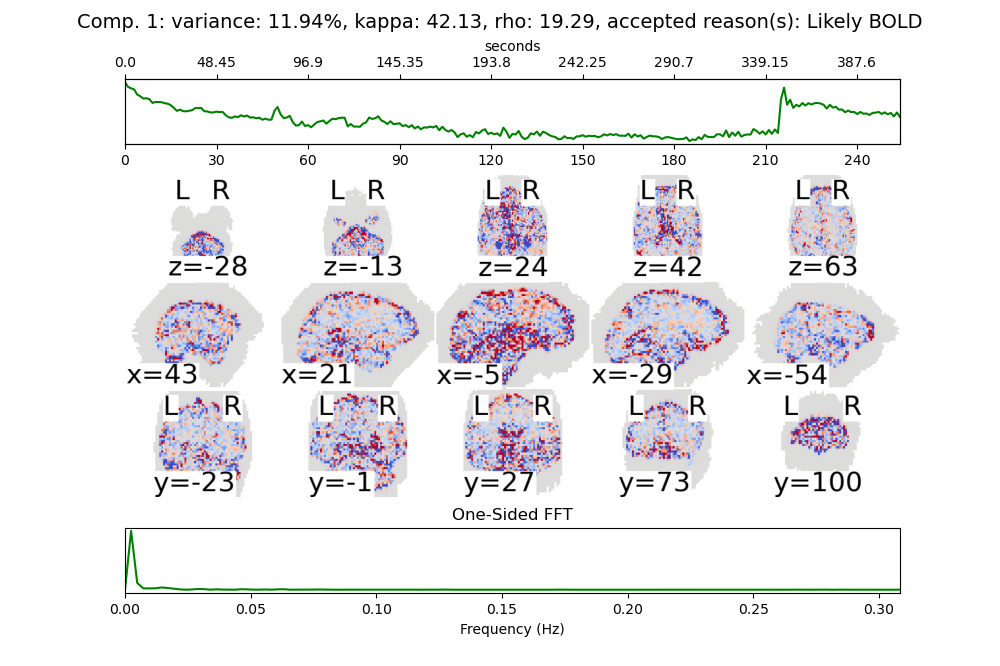 Comp. 1: variance: 11.94%, kappa: 42.13, rho: 19.29, accepted reason(s): Likely BOLD
seconds
0.0 48.45 96.9 145.35 193.8 242.25 290.7 339.15 387.6
0 30 60 90 120 150 180 210 240
L R L R L R L R L R
z=-28 z=-13 z=24 z=42 z=63
x=43 x=21 x=-5 x=-29 x=-54
L R L R L R L R L R
y=-23 y=-1 y=27 y=73 y=100
One-Sided FFT
0.00 0.05 0.10 0.15 0.20 0.25 0.30
Frequency (Hz)